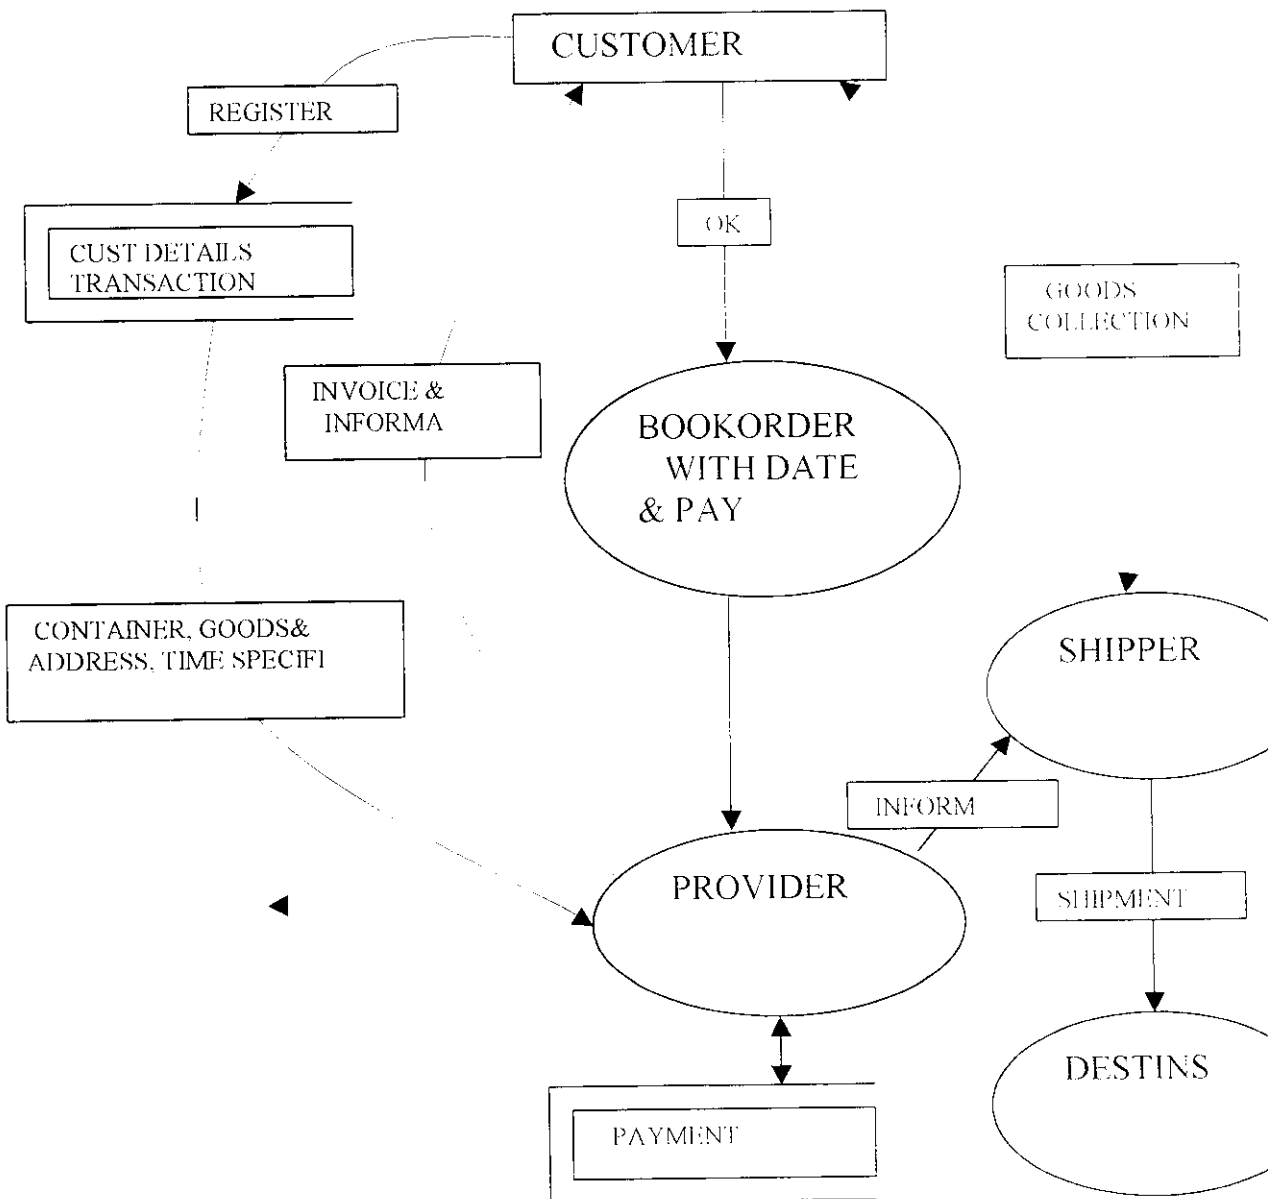 CUSTOMER
REGISTER
OK
CUST DETAILS
TRANSACTION
GOODS
COLLECTION
INVOICE &
INFORMA
BOOKORDER
WITH DATE
& PAY
CONTAINER, GOODS&
ADDRESS, TIME SPECIFI
SHIPPER
INFORM
PROVIDER
SHIPMENT
DESTINS
PAYMENT